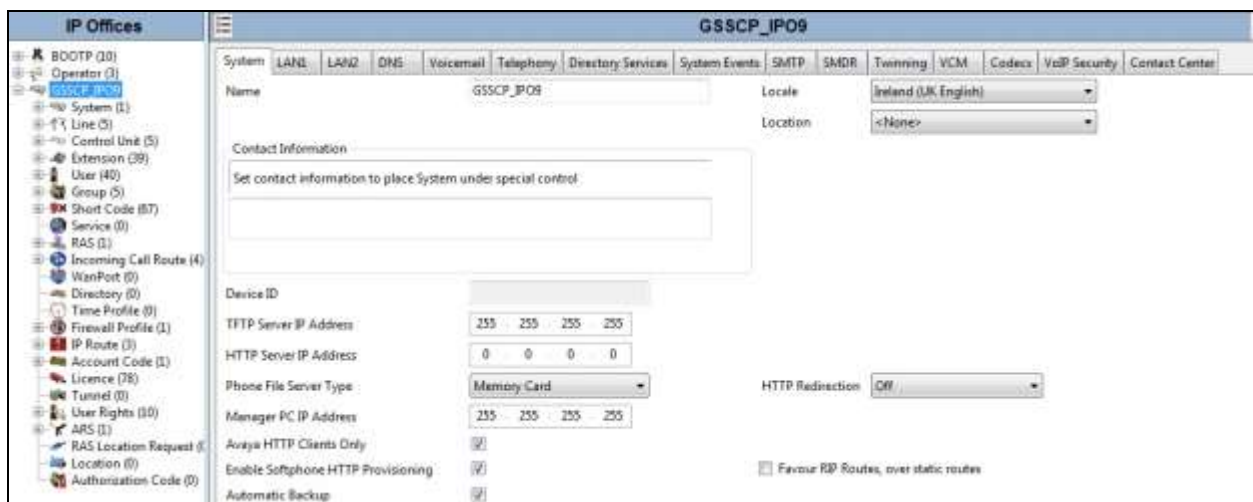 IP Offices
BOOTP (10)
Operator (3)
GSSCP_IPO9
System (1)
Line (5)
Control Unit (5)
Extension (39)
User (40)
Group (5)
Short Code (67)
Service (0)
RAS (1)
Incoming Call Route (4)
WanPort (0)
Directory (0)
Time Profile (0)
Firewall Profile (1)
IP Route (3)
Account Code (1)
Licence (78)
Tunnel (0)
User Rights (10)
ARS (1)
RAS Location Request (
Location (0)
Authorization Code (0)
GSSCP_IPO9
System LAN1 LAN2 DNS Voicemail Telephony Directory Services System Events SMTP SMDR Twinning VCM Codecs VoIP Security Contact Center
Name GSSCP_IPO9 Locale Ireland (UK English)
Location <None>
Contact Information
Set contact information to place System under special control
Device ID
TFTP Server IP Address 255 . 255 . 255 . 255
HTTP Server IP Address 0 . 0 . 0 . 0
Phone File Server Type Memory Card HTTP Redirection Off
Manager PC IP Address 255 . 255 . 255 . 255
Avaya HTTP Clients Only
Enable Softphone HTTP Provisioning Favour RIP Routes, over static routes
Automatic Backup